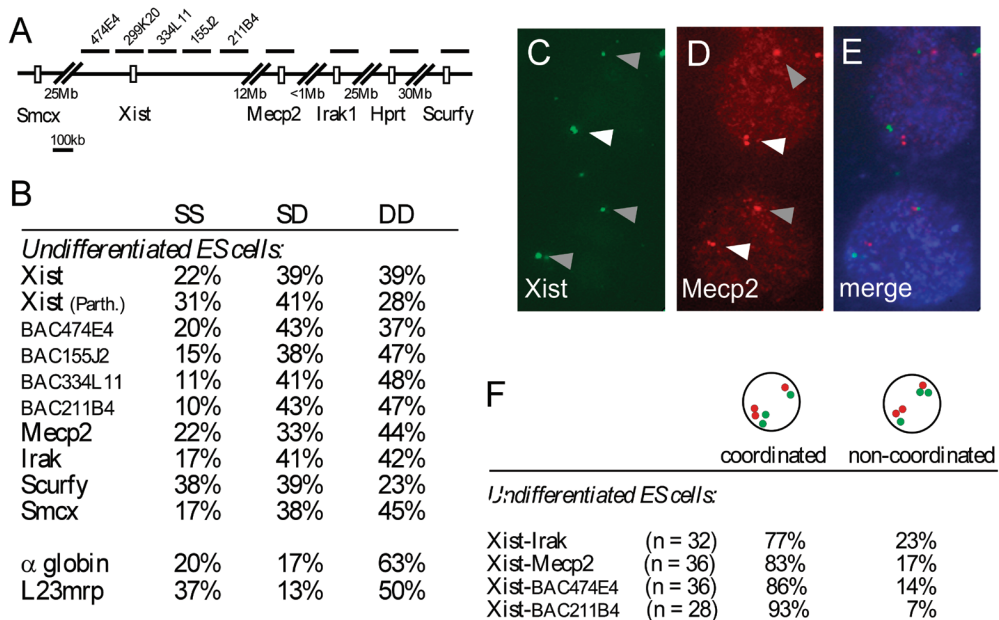 A
474E4 299K20 334L11 155J2 211B4
25Mb 12Mb <1Mb 25Mb 30Mb
Smcx Xist Mecp2 Irak1 Hprt Scurfy
100kb
B
SS SD DD
Undifferentiated ES cells:
Xist 22% 39% 39%
Xist (Parth.) 31% 41% 28%
BAC474E4 20% 43% 37%
BAC155J2 15% 38% 47%
BAC334L11 11% 41% 48%
BAC211B4 10% 43% 47%
Mecp2 22% 33% 44%
Irak 17% 41% 42%
Scurfy 38% 39% 23%
Smcx 17% 38% 45%
α globin 20% 17% 63%
L23mrp 37% 13% 50%
C D E
Xist Mecp2 merge
F
coordinated non-coordinated
Undifferentiated ES cells:
Xist-Irak (n = 32) 77% 23%
Xist-Mecp2 (n = 36) 83% 17%
Xist-BAC474E4 (n = 36) 86% 14%
Xist-BAC211B4 (n = 28) 93% 7%